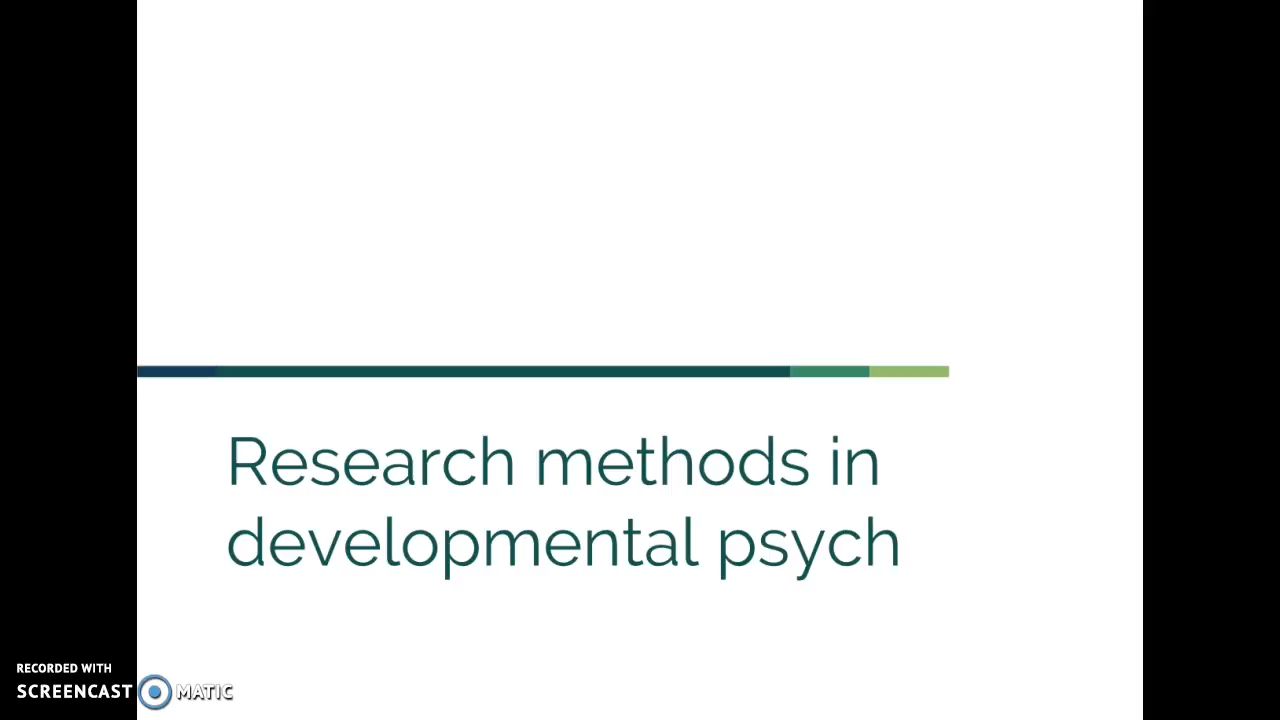 Research methods in
developmental psych
RECORDED WITH
SCREENCAST MATIC